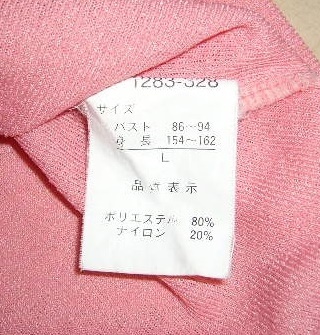 1283-328
サイズ
バスト 86〜94
身長 154〜162
L
品質表示
ポリエステル 80%
ナイロン 20%